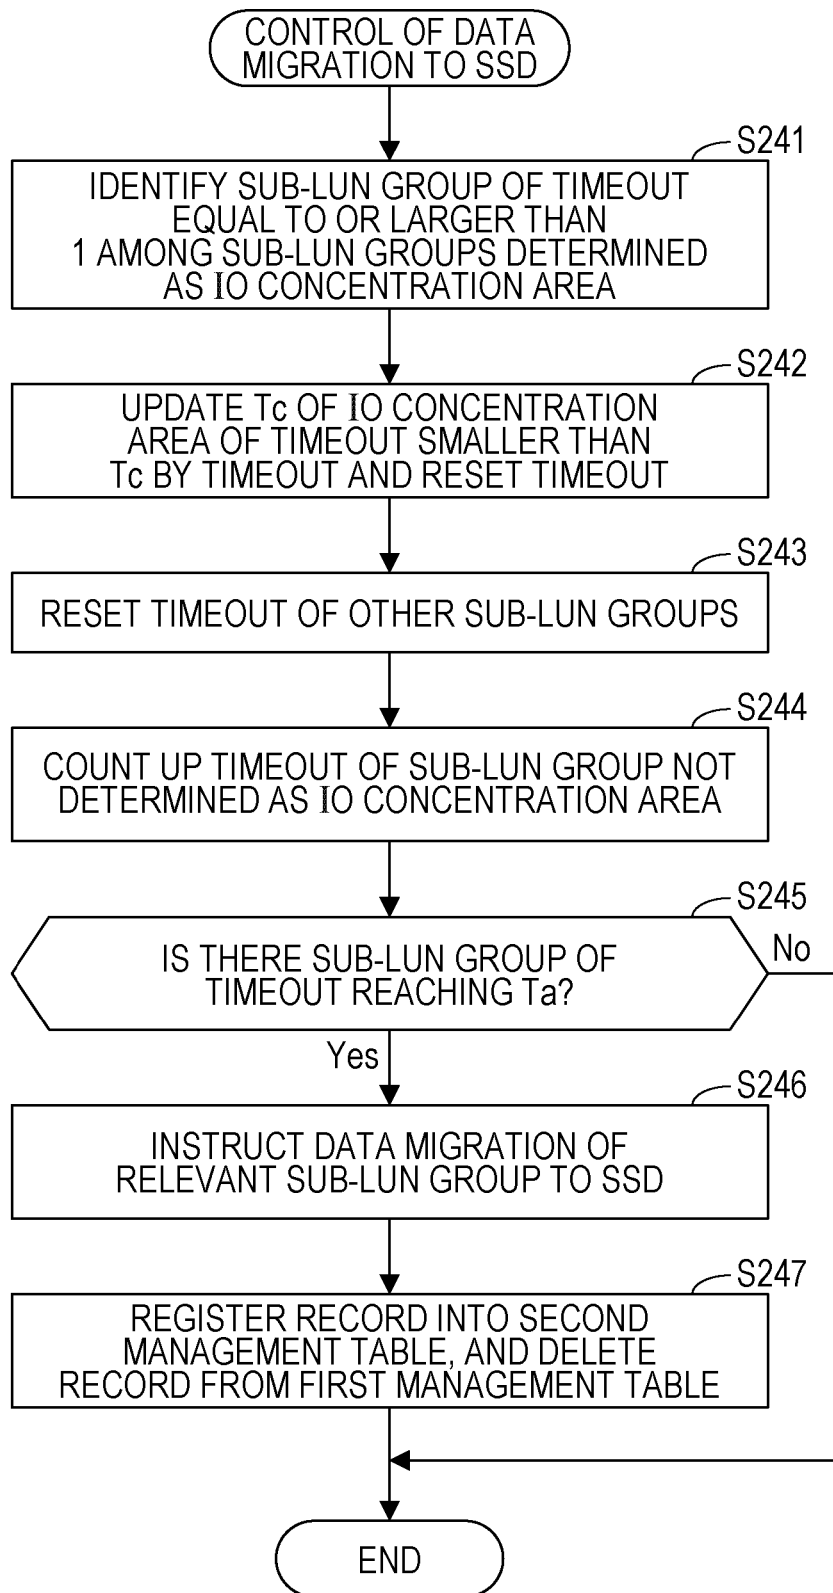 CONTROL OF DATA
MIGRATION TO SSD
S241
IDENTIFY SUB-LUN GROUP OF TIMEOUT
EQUAL TO OR LARGER THAN
1 AMONG SUB-LUN GROUPS DETERMINED
AS IO CONCENTRATION AREA
S242
UPDATE Tc OF IO CONCENTRATION
AREA OF TIMEOUT SMALLER THAN
Tc BY TIMEOUT AND RESET TIMEOUT
S243
RESET TIMEOUT OF OTHER SUB-LUN GROUPS
S244
COUNT UP TIMEOUT OF SUB-LUN GROUP NOT
DETERMINED AS IO CONCENTRATION AREA
S245
IS THERE SUB-LUN GROUP OF
TIMEOUT REACHING Ta?
No
Yes
S246
INSTRUCT DATA MIGRATION OF
RELEVANT SUB-LUN GROUP TO SSD
S247
REGISTER RECORD INTO SECOND
MANAGEMENT TABLE, AND DELETE
RECORD FROM FIRST MANAGEMENT TABLE
END